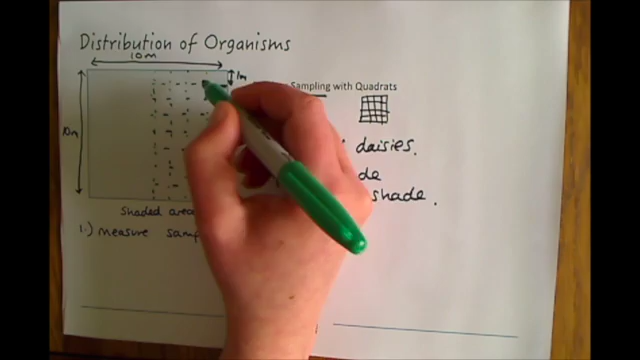 Distribution of Organisms
10m
1m
Sampling with Quadrats
10m
daisies.
de
shade.
Shaded area
1.) measure samp